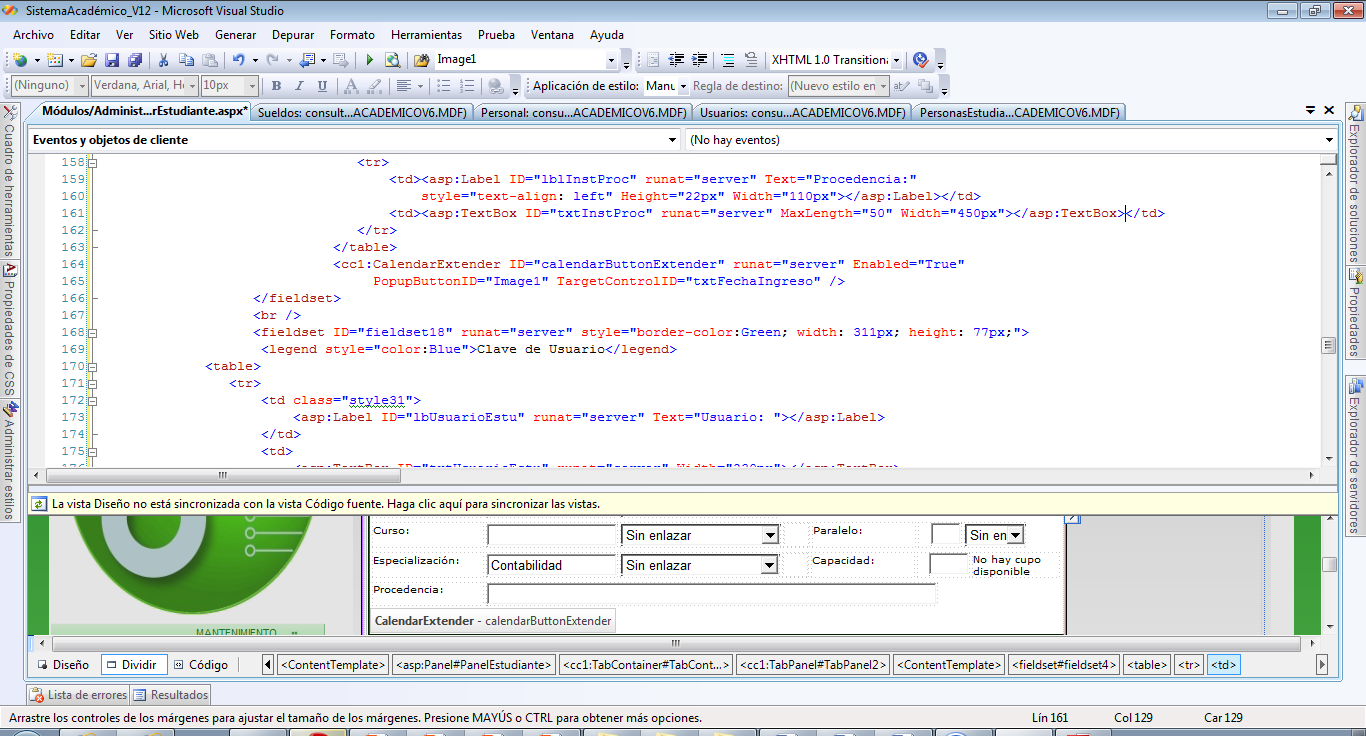 SistemaAcadémico_V12 - Microsoft Visual Studio
Archivo Editar Ver Sitio Web Generar Depurar Formato Herramientas Prueba Ventana Ayuda
Image1 XHTML 1.0 Transitiona
(Ninguno) Verdana, Arial, He 10px B I U A Aplicación de estilo: Manu Regla de destino: (Nuevo estilo en
Módulos/Administ...rEstudiante.aspx* Sueldos: consult...ACADEMICOV6.MDF) Personal: consu...ACADEMICOV6.MDF) Usuarios: consu...ACADEMICOV6.MDF) PersonasEstudia...CADEMICOV6.MDF)
Eventos y objetos de cliente (No hay eventos)
Cuadro de herramientas
Propiedades de CSS
Administrar estilos
158 <tr>
159 <td><asp:Label ID="lblInstProc" runat="server" Text="Procedencia:"
160 style="text-align: left" Height="22px" Width="110px"></asp:Label></td>
161 <td><asp:TextBox ID="txtInstProc" runat="server" MaxLength="50" Width="450px"></asp:TextBox></td>
162 </tr>
163 </table>
164 <cc1:CalendarExtender ID="calendarButtonExtender" runat="server" Enabled="True"
165 PopupButtonID="Image1" TargetControlID="txtFechaIngreso" />
166 </fieldset>
167 <br />
168 <fieldset ID="fieldset18" runat="server" style="border-color:Green; width: 311px; height: 77px;">
169 <legend style="color:Blue">Clave de Usuario</legend>
170 <table>
171 <tr>
172 <td class="style31">
173 <asp:Label ID="lbUsuarioEstu" runat="server" Text="Usuario: "></asp:Label>
174 </td>
175 <td>
176 <asp:TextBox ID="txtUsuarioEstu" runat="server" Width="220px"></asp:TextBox>
Explorador de soluciones
Propiedades
Explorador de servidores
La vista Diseño no está sincronizada con la vista Código fuente. Haga clic aquí para sincronizar las vistas.
Curso: Sin enlazar Paralelo: Sin en
Especialización: Contabilidad Sin enlazar Capacidad: No hay cupo
disponible
Procedencia:
CalendarExtender - calendarButtonExtender
MANTENIMIENTO
Diseño Dividir Código <ContentTemplate> <asp:Panel#PanelEstudiante> <cc1:TabContainer#TabCont...> <cc1:TabPanel#TabPanel2> <ContentTemplate> <fieldset#fieldset4> <table> <tr> <td>
Lista de errores Resultados
Arrastre los controles de los márgenes para ajustar el tamaño de los márgenes. Presione MAYÚS o CTRL para obtener más opciones. Lín 161 Col 129 Car 129